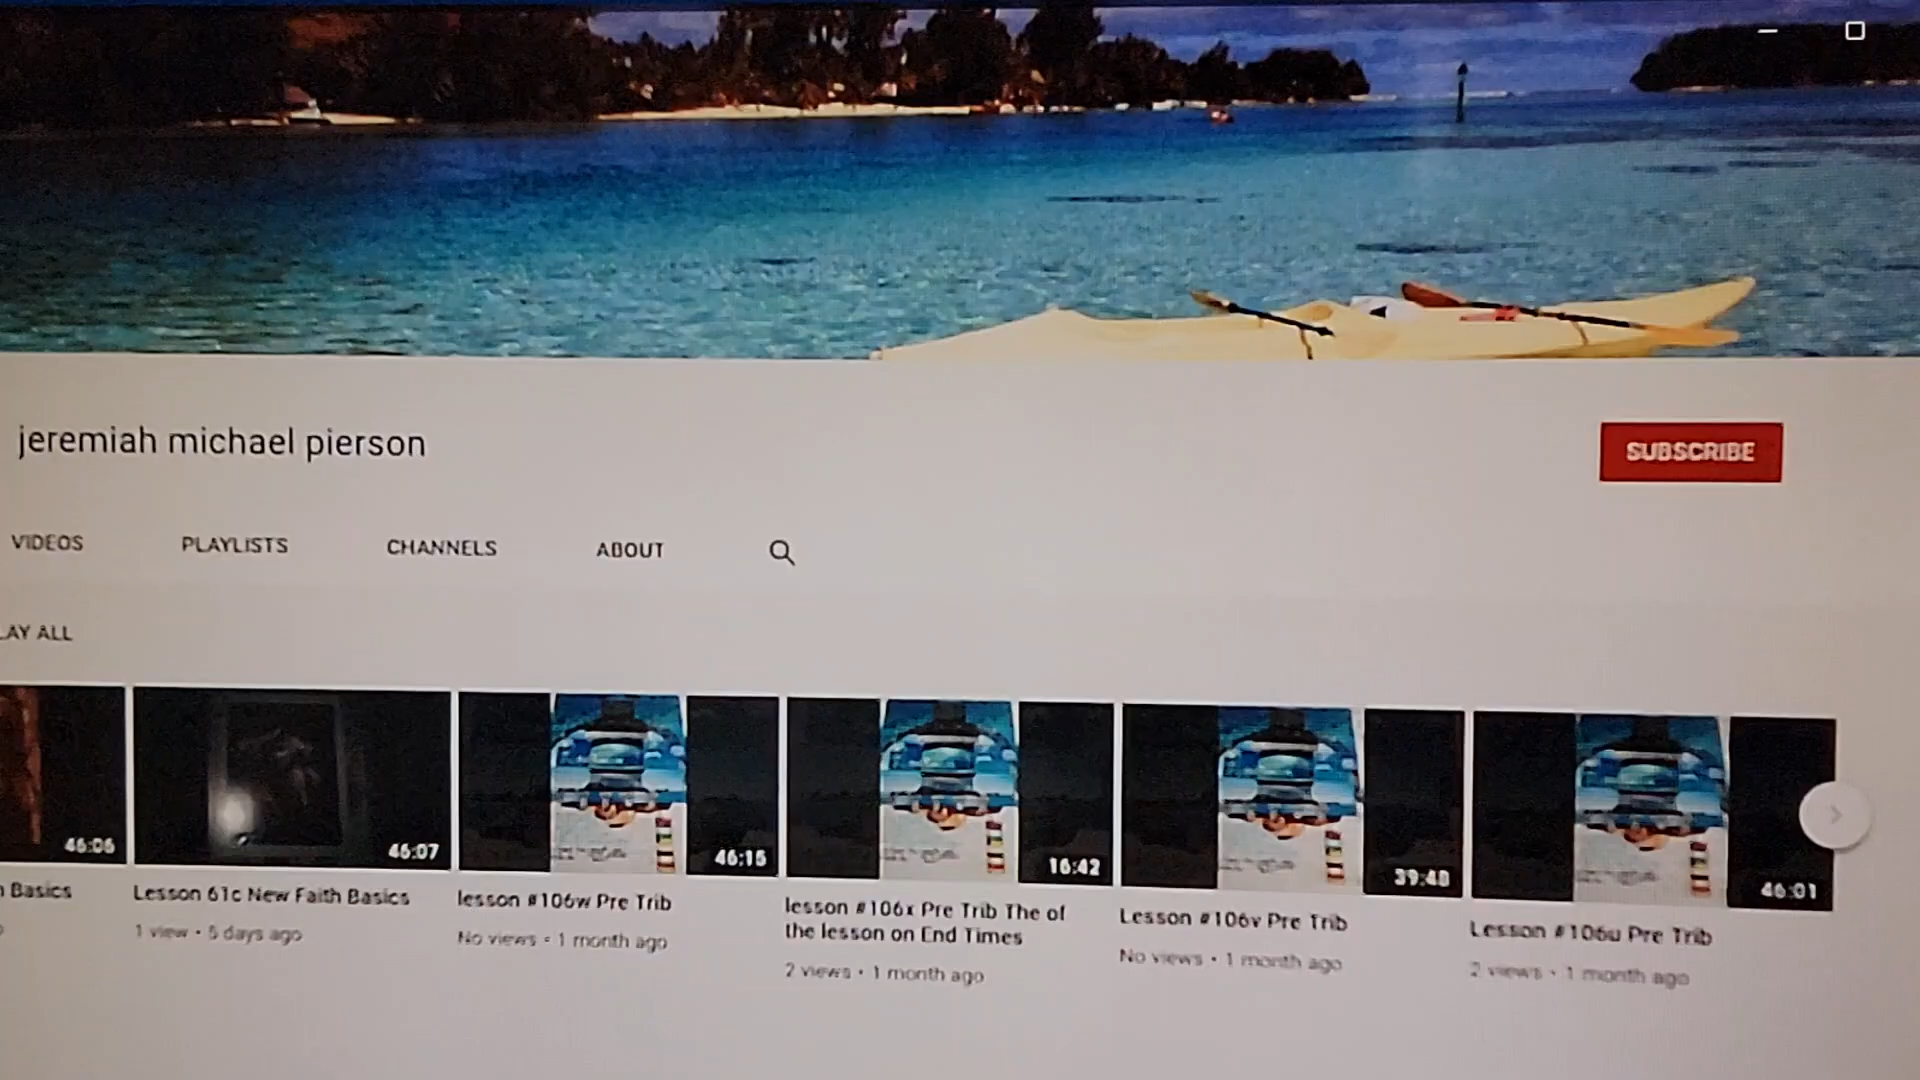 jeremiah michael pierson
SUBSCRIBE
VIDEOS PLAYLISTS CHANNELS ABOUT
LAY ALL
46:06
46:07
46:15
16:42
39:40
46:01
Basics
Lesson 61c New Faith Basics
1 view • 5 days ago
lesson #106w Pre Trib
No views • 1 month ago
lesson #106x Pre Trib The of
the lesson on End Times
2 views • 1 month ago
Lesson #106v Pre Trib
No views • 1 month ago
Lesson #106u Pre Trib
2 views • 1 month ago